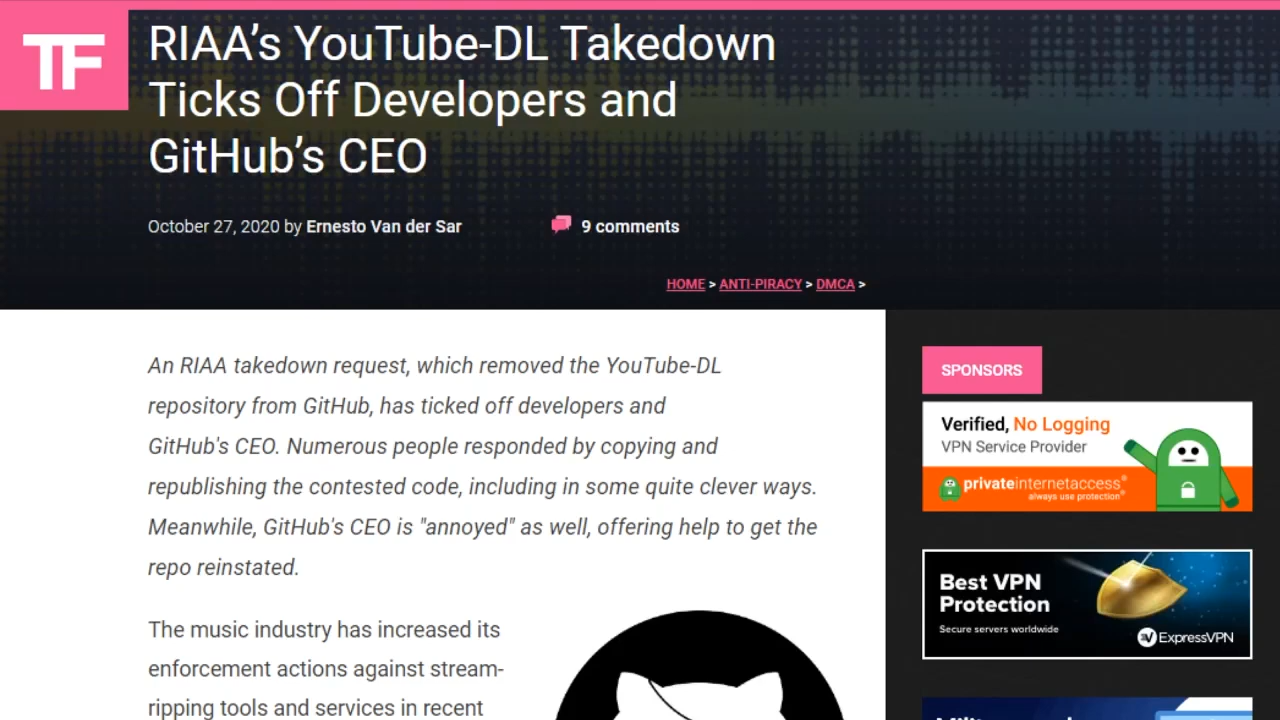 TF
RIAA’s YouTube-DL Takedown
Ticks Off Developers and
GitHub’s CEO
October 27, 2020 by Ernesto Van der Sar
9 comments
HOME > ANTI-PIRACY > DMCA >
An RIAA takedown request, which removed the YouTube-DL
repository from GitHub, has ticked off developers and
GitHub's CEO. Numerous people responded by copying and
republishing the contested code, including in some quite clever ways.
Meanwhile, GitHub's CEO is "annoyed" as well, offering help to get the
repo reinstated.
The music industry has increased its
enforcement actions against stream-
ripping tools and services in recent
SPONSORS
Verified, No Logging
VPN Service Provider
privateinternetaccess®
always use protection®
Best VPN
Protection
Secure servers worldwide
ExpressVPN